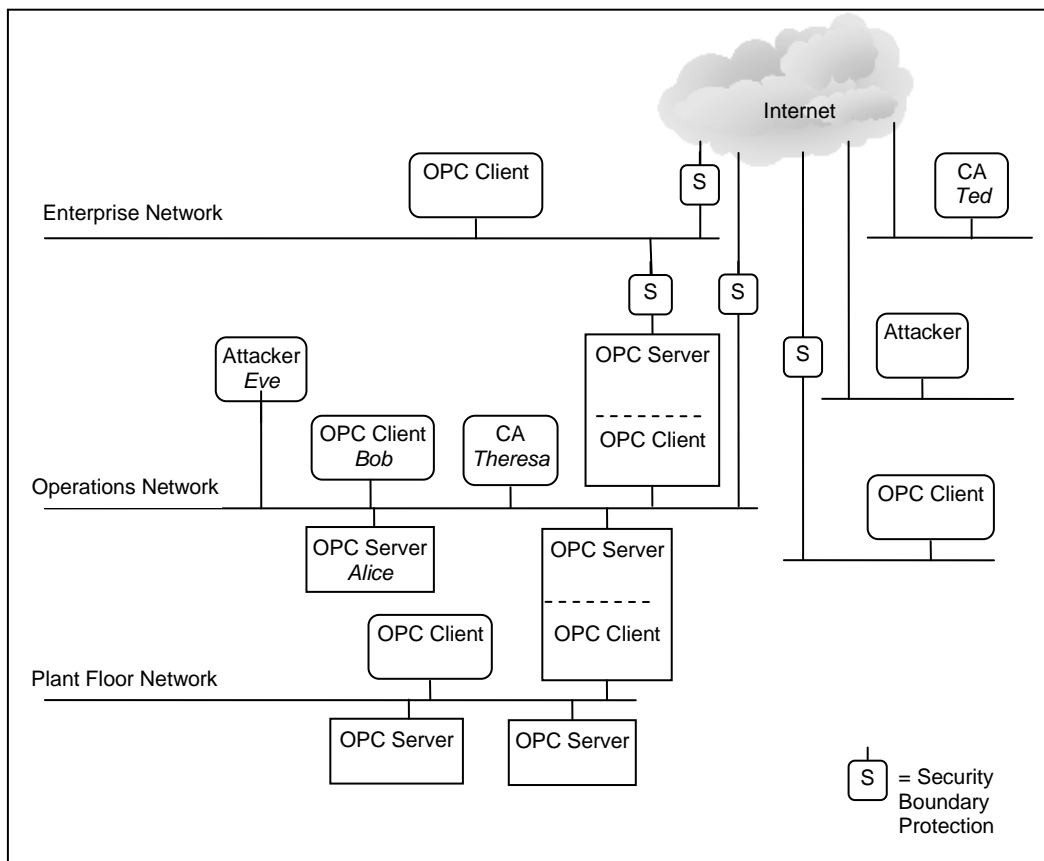 Internet
OPC Client
S
CA
Ted
Enterprise Network
S
S
Attacker
Eve
OPC Server
OPC Client
Attacker
S
OPC Client
Bob
CA
Theresa
Operations Network
OPC Client
OPC Server
Alice
OPC Server
OPC Client
OPC Client
Plant Floor Network
OPC Server
OPC Server
S
= Security
Boundary
Protection